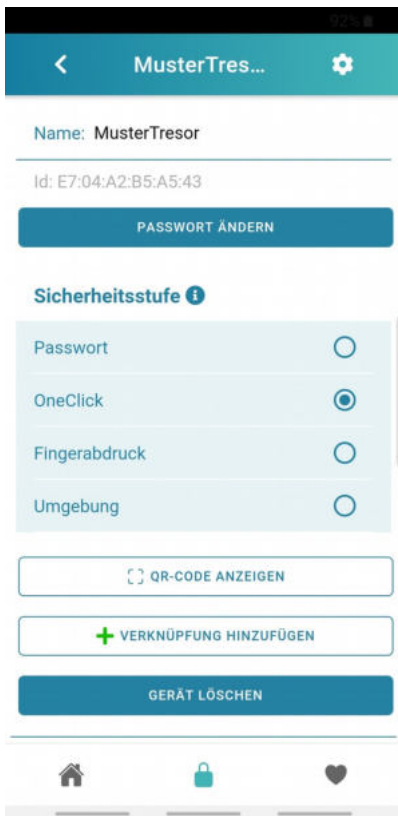 92%
MusterTres...
Name: MusterTresor
Id: E7:04:A2:B5:A5:43
PASSWORT ÄNDERN
Sicherheitsstufe
Passwort
OneClick
Fingerabdruck
Umgebung
QR-CODE ANZEIGEN
VERKNÜPFUNG HINZUFÜGEN
GERÄT LÖSCHEN